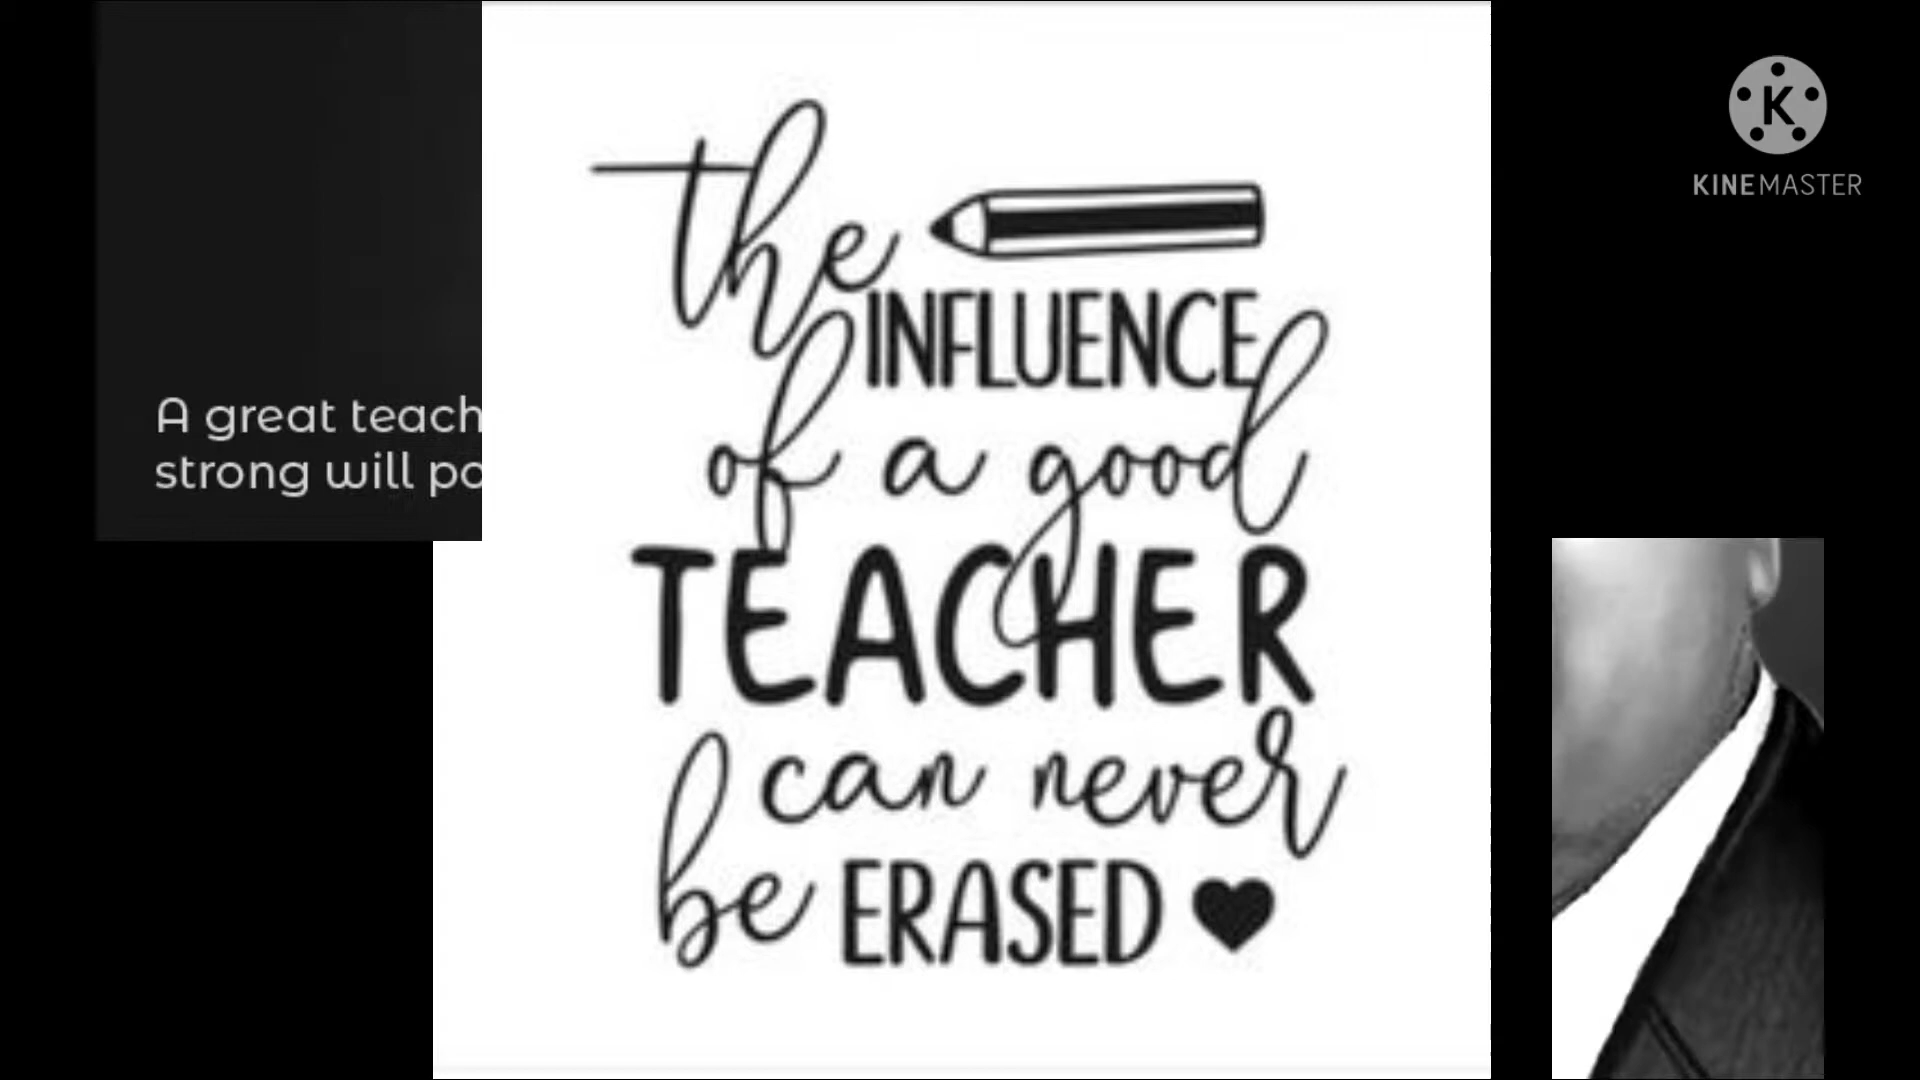 A great teach
strong will po
the
INFLUENCE
of a good
TEACHER
can never
be ERASED
K
KINEMASTER